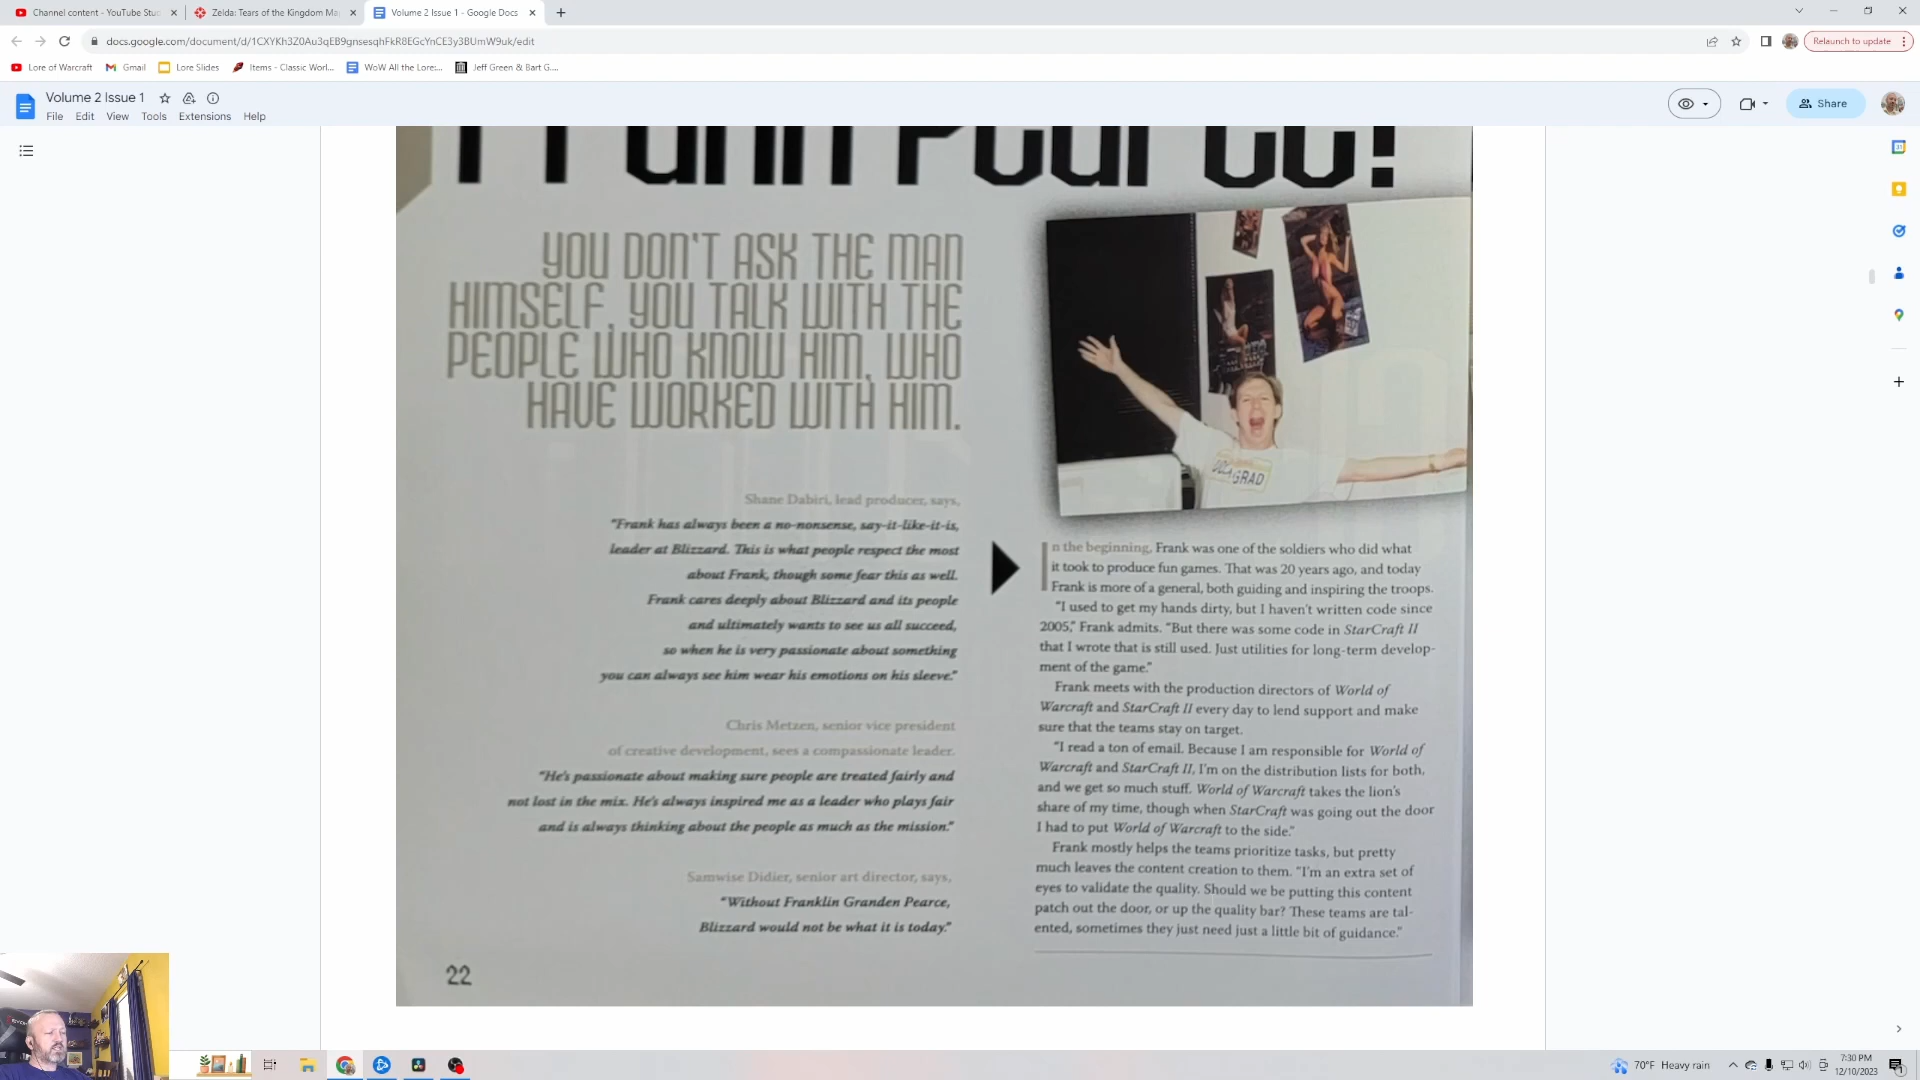 Channel content - YouTube Stu
Zelda: Tears of the Kingdom Ma
Volume 2 Issue 1 - Google Docs
docs.google.com/document/d/1CXYKh3Z0Au3qEB9gnsesqhFkR8EGcYnCE3y3BUmW9uk/edit
Relaunch to update
Lore of Warcraft
Gmail
Lore Slides
Items - Classic Worl...
WoW All the Lore:...
Jeff Green & Bart G....
Volume 2 Issue 1
File Edit View Tools Extensions Help
Share
YOU DON'T ASK THE MAN
HIMSELF, YOU TALK WITH THE
PEOPLE WHO KNOW HIM, WHO
HAVE WORKED WITH HIM.
Shane Dabiri, lead producer, says,
"Frank has always been a no-nonsense, say-it-like-it-is,
leader at Blizzard. This is what people respect the most
about Frank, though some fear this as well.
Frank cares deeply about Blizzard and its people
and ultimately wants to see us all succeed,
so when he is very passionate about something
you can always see him wear his emotions on his sleeve."
Chris Metzen, senior vice president
of creative development, sees a compassionate leader.
"He's passionate about making sure people are treated fairly and
not lost in the mix. He's always inspired me as a leader who plays fair
and is always thinking about the people as much as the mission."
Samwise Didier, senior art director, says,
"Without Franklin Granden Pearce,
Blizzard would not be what it is today."
22
GRAD
In the beginning, Frank was one of the soldiers who did what
it took to produce fun games. That was 20 years ago, and today
Frank is more of a general, both guiding and inspiring the troops.
"I used to get my hands dirty, but I haven't written code since
2005," Frank admits. "But there was some code in StarCraft II
that I wrote that is still used. Just utilities for long-term develop-
ment of the game."
Frank meets with the production directors of World of
Warcraft and StarCraft II every day to lend support and make
sure that the teams stay on target.
"I read a ton of email. Because I am responsible for World of
Warcraft and StarCraft II, I'm on the distribution lists for both,
and we get so much stuff. World of Warcraft takes the lion's
share of my time, though when StarCraft was going out the door
I had to put World of Warcraft to the side."
Frank mostly helps the teams prioritize tasks, but pretty
much leaves the content creation to them. "I'm an extra set of
eyes to validate the quality. Should we be putting this content
patch out the door, or up the quality bar? These teams are tal-
ented, sometimes they just need just a little bit of guidance."
70°F Heavy rain
7:30 PM
12/10/2023